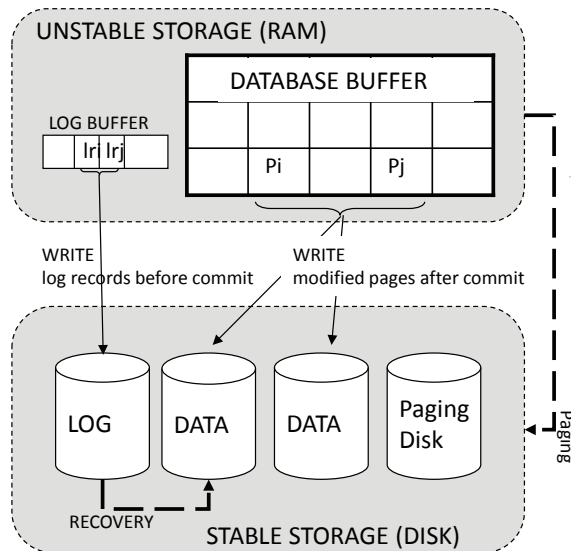 UNSTABLE STORAGE (RAM)
DATABASE BUFFER
LOG BUFFER
lri lrj
Pi
Pj
WRITE
log records before commit
WRITE
modified pages after commit
LOG
DATA
DATA
Paging
Disk
Paging
RECOVERY
STABLE STORAGE (DISK)